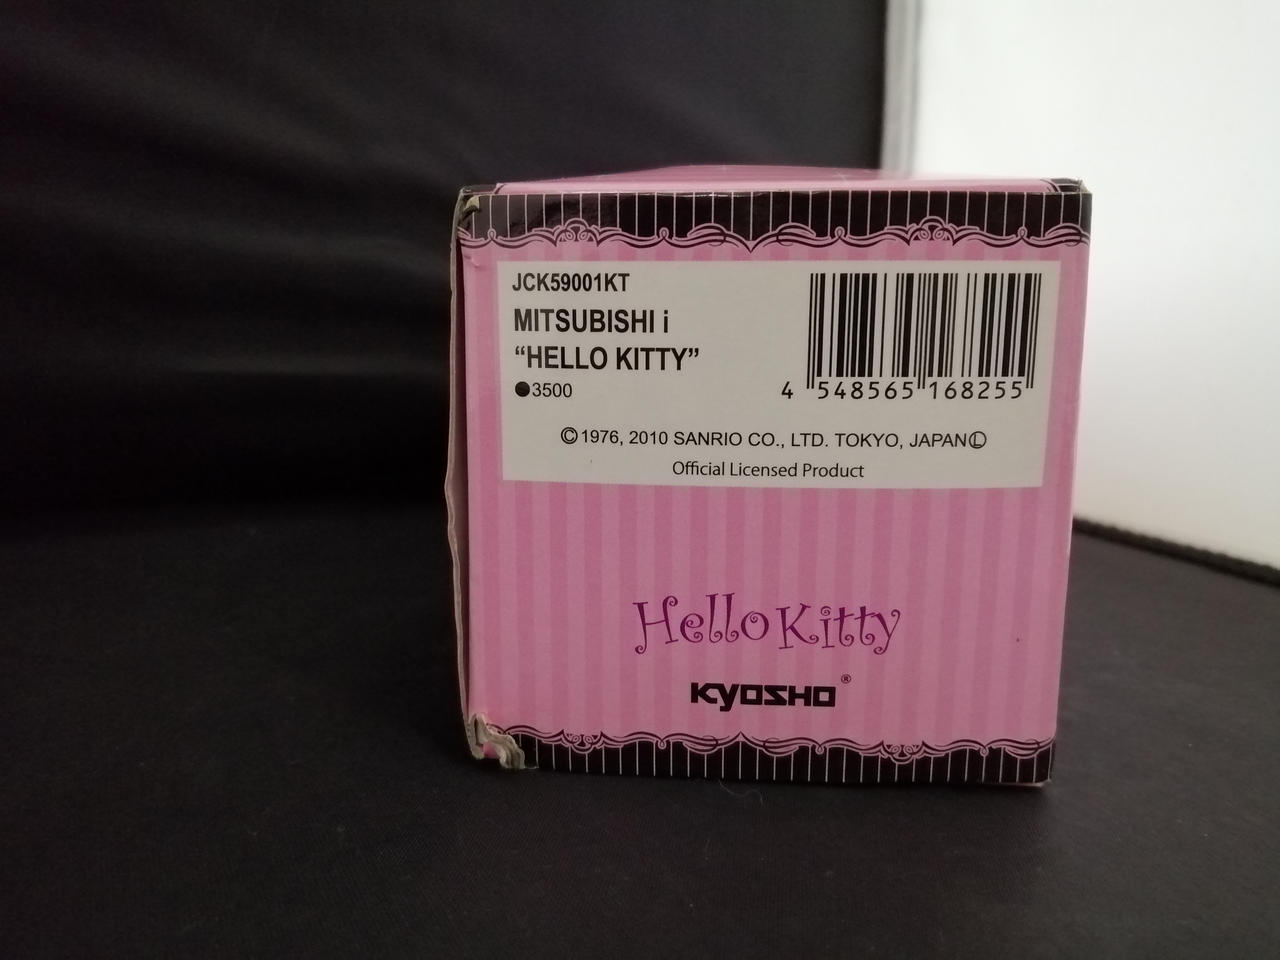 JCK59001KT
MITSUBISHI i
“HELLO KITTY”
●3500
4 548565 168255
©1976, 2010 SANRIO CO., LTD. TOKYO, JAPANⓁ
Official Licensed Product
Hello Kitty
KYOSHO®